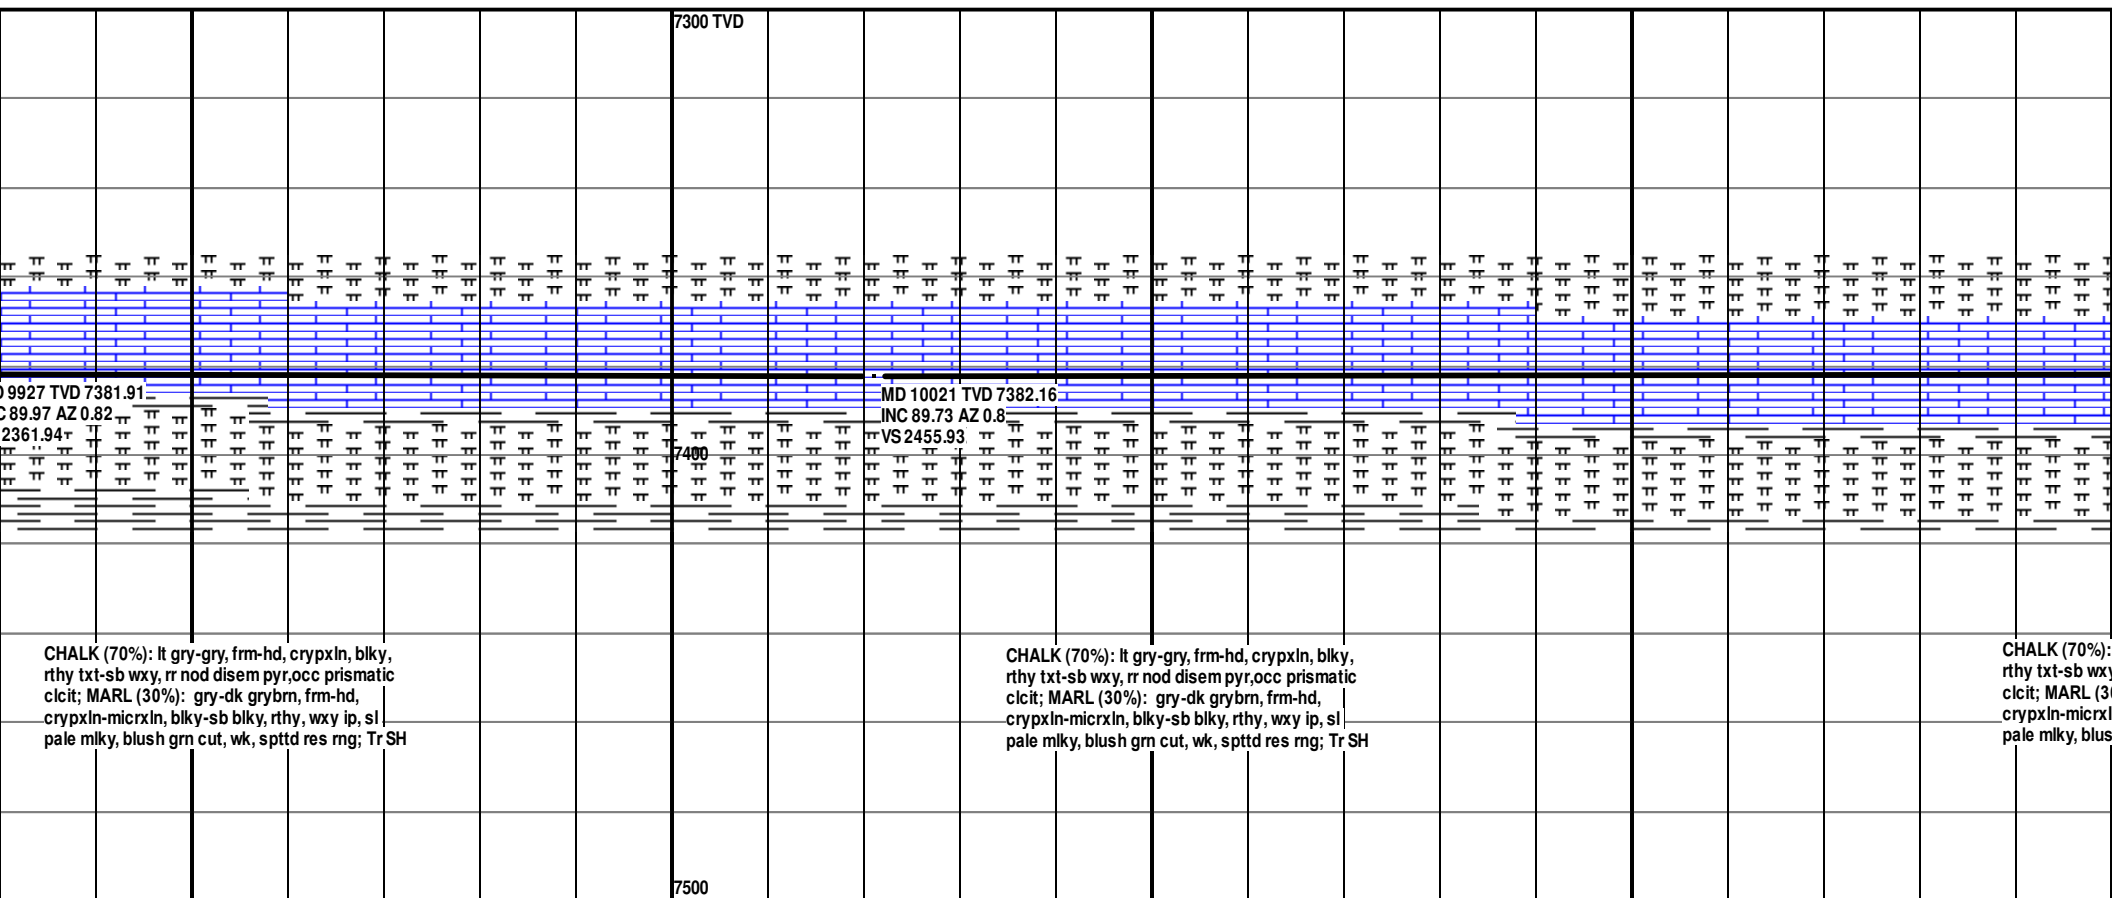 7300 TVD
9927 TVD 7381.91
89.97 AZ 0.82
2361.94
MD 10021 TVD 7382.16
INC 89.73 AZ 0.8
VS 2455.93
7400
CHALK (70%): lt gry-gry, frm-hd, crypxln, blky,
rthy txt-sb wxy, rr nod disem pyr,occ prismatic
clcit; MARL (30%): gry-dk grybrn, frm-hd,
crypxln-micrxln, blky-sb blky, rthy, wxy ip, sl
pale mlky, blush grn cut, wk, spttd res rng; Tr SH
CHALK (70%): lt gry-gry, frm-hd, crypxln, blky,
rthy txt-sb wxy, rr nod disem pyr,occ prismatic
clcit; MARL (30%): gry-dk grybrn, frm-hd,
crypxln-micrxln, blky-sb blky, rthy, wxy ip, sl
pale mlky, blush grn cut, wk, spttd res rng; Tr SH
CHALK (70%):
rthy txt-sb wxy
clcit; MARL (3
crypxln-micrxl
pale mlky, blus
7500